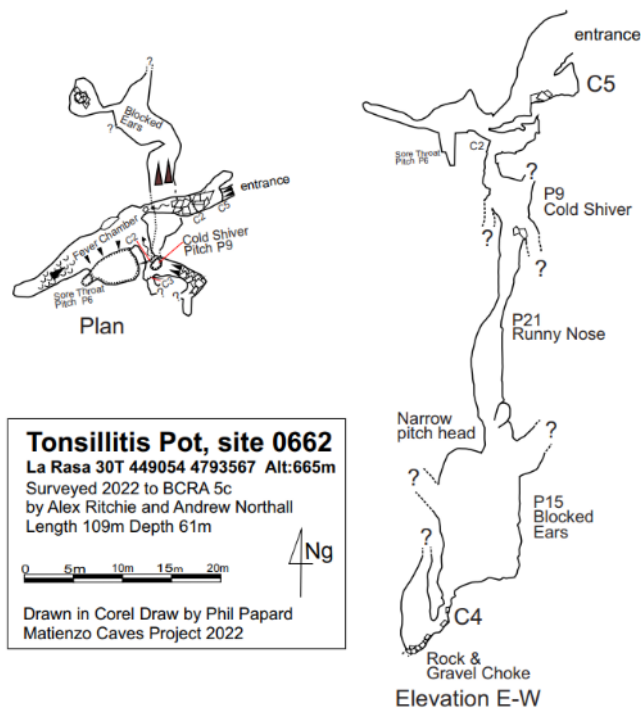 ?
Blocked
Ears
?
entrance
C2
C5
Fever Chamber
C2
Cold Shiver
Pitch P9
Sore Throat
Pitch P6
?
C3
?
Plan
entrance
C5
Sore Throat
Pitch P6
C2
?
P9
Cold Shiver
?
?
P21
Runny Nose
Narrow
pitch head
?
?
P15
Blocked
Ears
?
C4
Rock &
Gravel Choke
Elevation E-W
Tonsillitis Pot, site 0662
La Rasa 30T 449054 4793567 Alt:665m
Surveyed 2022 to BCRA 5c
by Alex Ritchie and Andrew Northall
Length 109m Depth 61m
Ng
0 5m 10m 15m 20m
Drawn in Corel Draw by Phil Papard
Matienzo Caves Project 2022